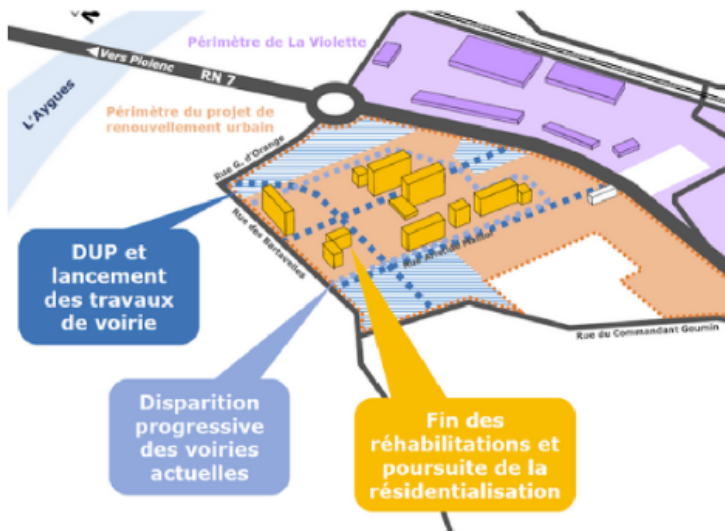 N
Périmètre de La Violette
Vers Piolenc
RN 7
L'Aygues
Périmètre du projet de
renouvellement urbain
Rue G. d'Orange
Rue des Bartavelles
DUP et
lancement
des travaux
de voirie
Rue du Commandant Goumin
Disparition
progressive
des voiries
actuelles
Fin des
réhabilitations et
poursuite de la
résidentialisation